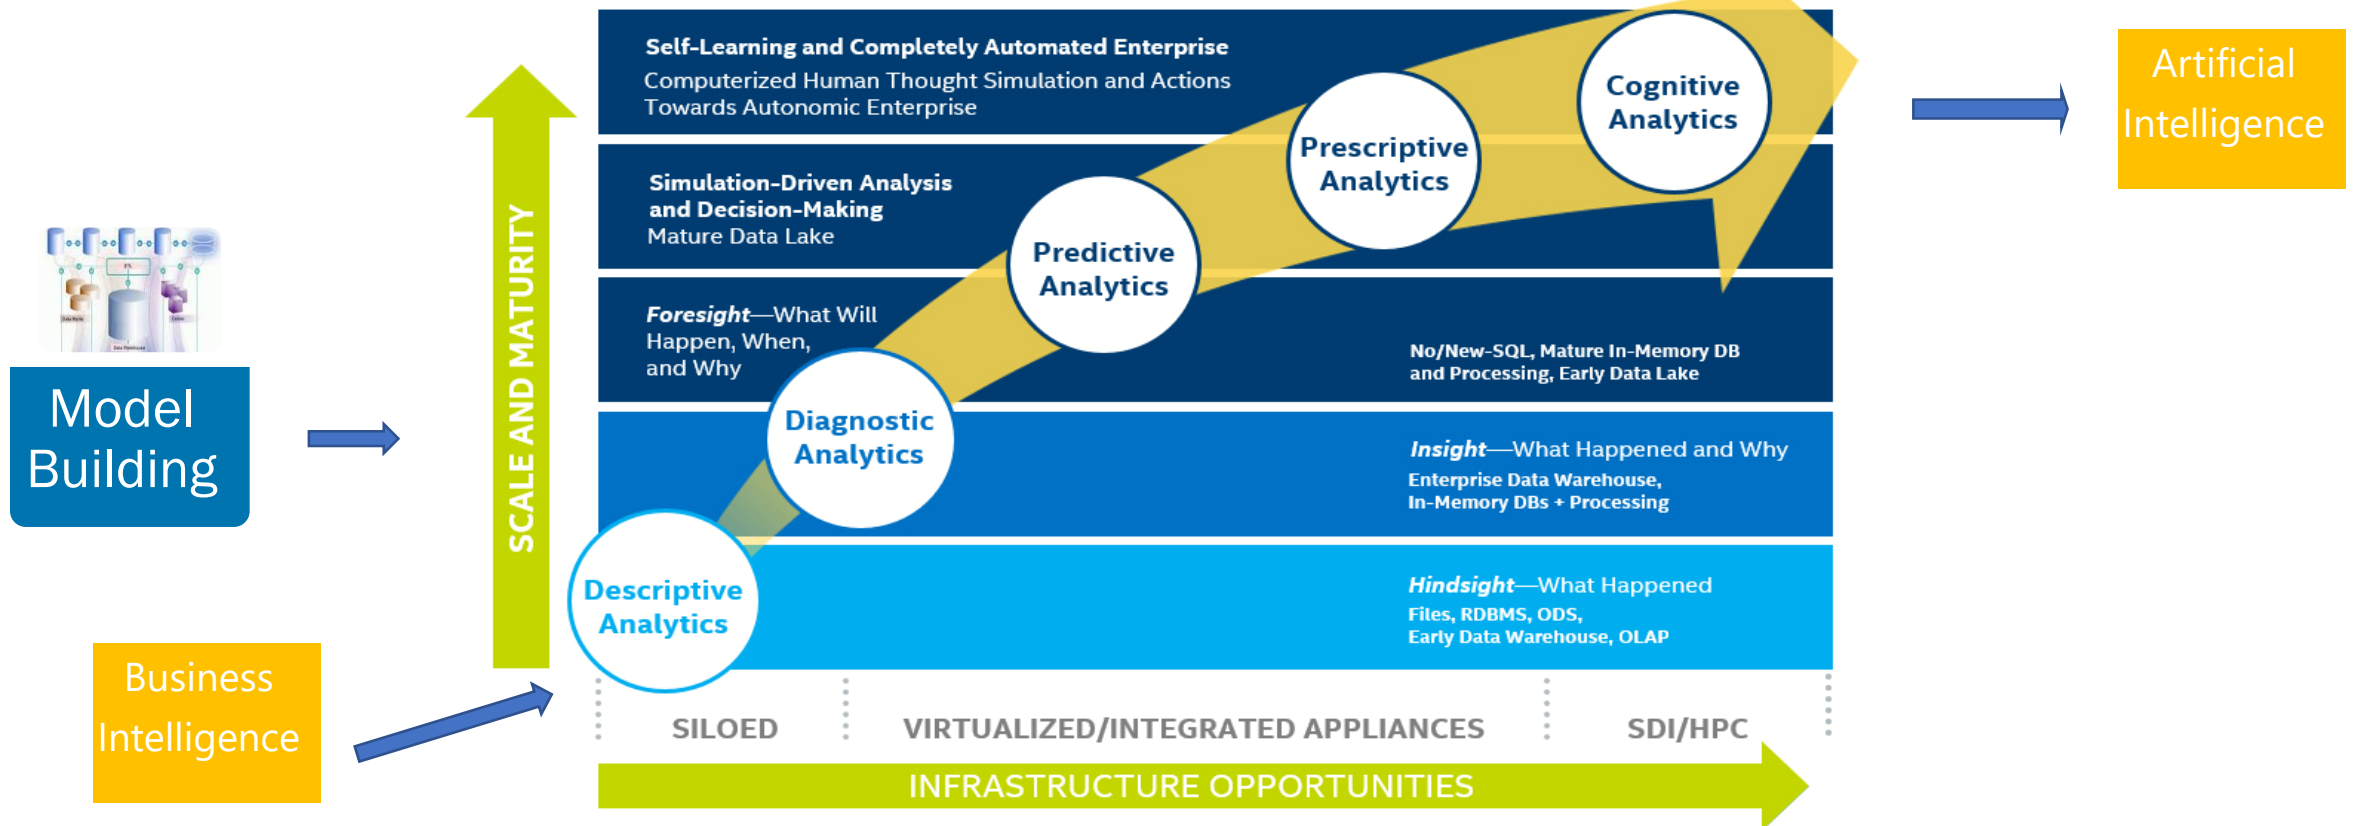 Self-Learning and Completely Automated Enterprise
Computerized Human Thought Simulation and Actions
Towards Autonomic Enterprise
Cognitive
Analytics
Artificial
Intelligence
Prescriptive
Analytics
Simulation-Driven Analysis
and Decision-Making
Mature Data Lake
Predictive
Analytics
SCALE AND MATURITY
Foresight—What Will
Happen, When,
and Why
No/New-SQL, Mature In-Memory DB
and Processing, Early Data Lake
Data Warehouse
Model
Building
Diagnostic
Analytics
Insight—What Happened and Why
Enterprise Data Warehouse,
In-Memory DBs + Processing
Descriptive
Analytics
Hindsight—What Happened
Files, RDBMS, ODS,
Early Data Warehouse, OLAP
Business
Intelligence
SILOED
VIRTUALIZED/INTEGRATED APPLIANCES
SDI/HPC
INFRASTRUCTURE OPPORTUNITIES